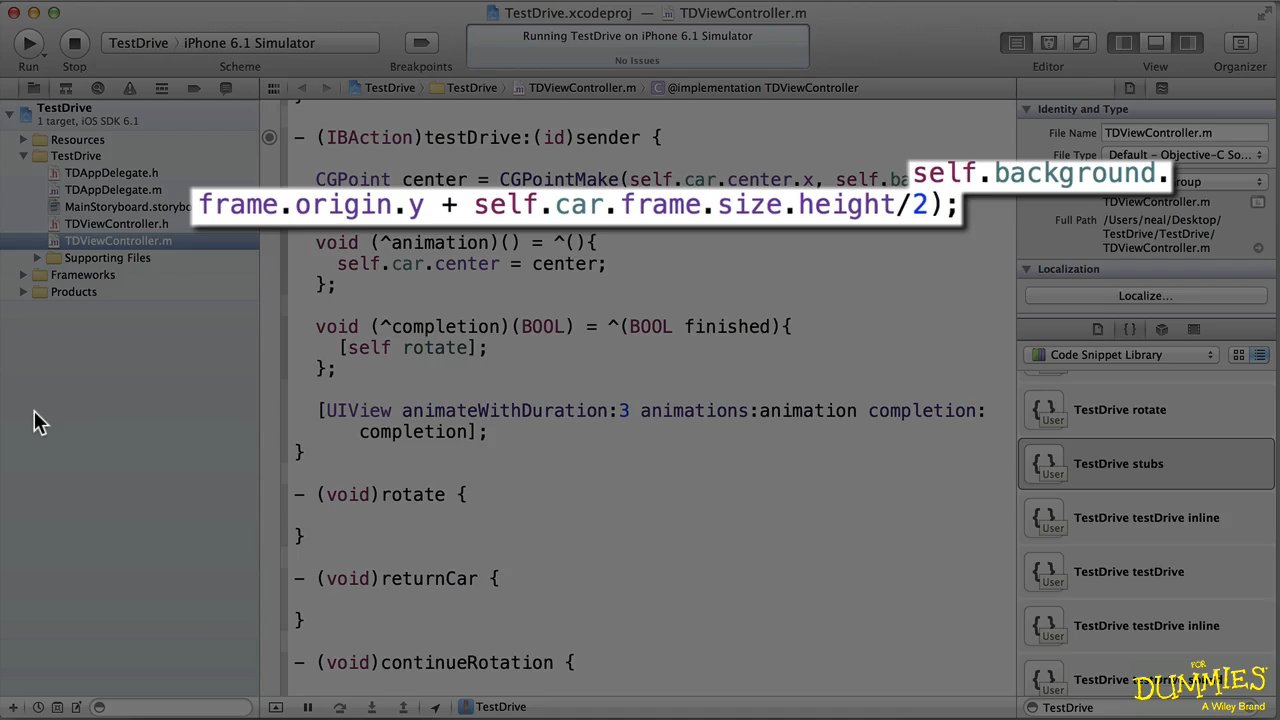 TestDrive.xcodeproj — TDViewController.m
TestDrive 〉 iPhone 6.1 Simulator
Running TestDrive on iPhone 6.1 Simulator
No Issues
Run
Stop
Scheme
Breakpoints
Editor
View
Organizer
TestDrive
1 target, iOS SDK 6.1
Resources
TestDrive
TDAppDelegate.h
TDAppDelegate.m
MainStoryboard.storybo
TDViewController.h
TDViewController.m
Supporting Files
Frameworks
Products
TestDrive 〉 TestDrive 〉 TDViewController.m 〉 @implementation TDViewController
- (IBAction)testDrive:(id)sender {
CGPoint center = CGPointMake(self.car.center.x, self.ba
self.background.
frame.origin.y + self.car.frame.size.height/2);
void (^animation)() = ^(){
self.car.center = center;
};
void (^completion)(BOOL) = ^(BOOL finished){
[self rotate];
};
[UIView animateWithDuration:3 animations:animation completion:
completion];
}
- (void)rotate {
}
- (void)returnCar {
}
- (void)continueRotation {
TestDrive
Identity and Type
File Name TDViewController.m
File Type Default – Objective-C So...
roup
TDViewController.m
Full Path /Users/neal/Desktop/
TestDrive/TestDrive/
TDViewController.m
Localization
Localize...
{ }
Code Snippet Library
{ } User TestDrive rotate
{ } User TestDrive stubs
{ } User TestDrive testDrive inline
{ } User TestDrive testDrive
{ } User TestDrive testDrive inline
TestDrive
FOR
DUMMIES
A Wiley Brand